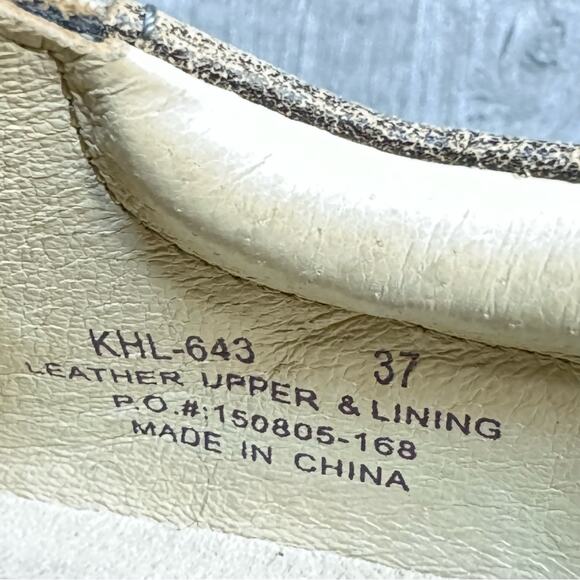 KHL-643 37
LEATHER UPPER & LINING
P.O.#:150805-168
MADE IN CHINA